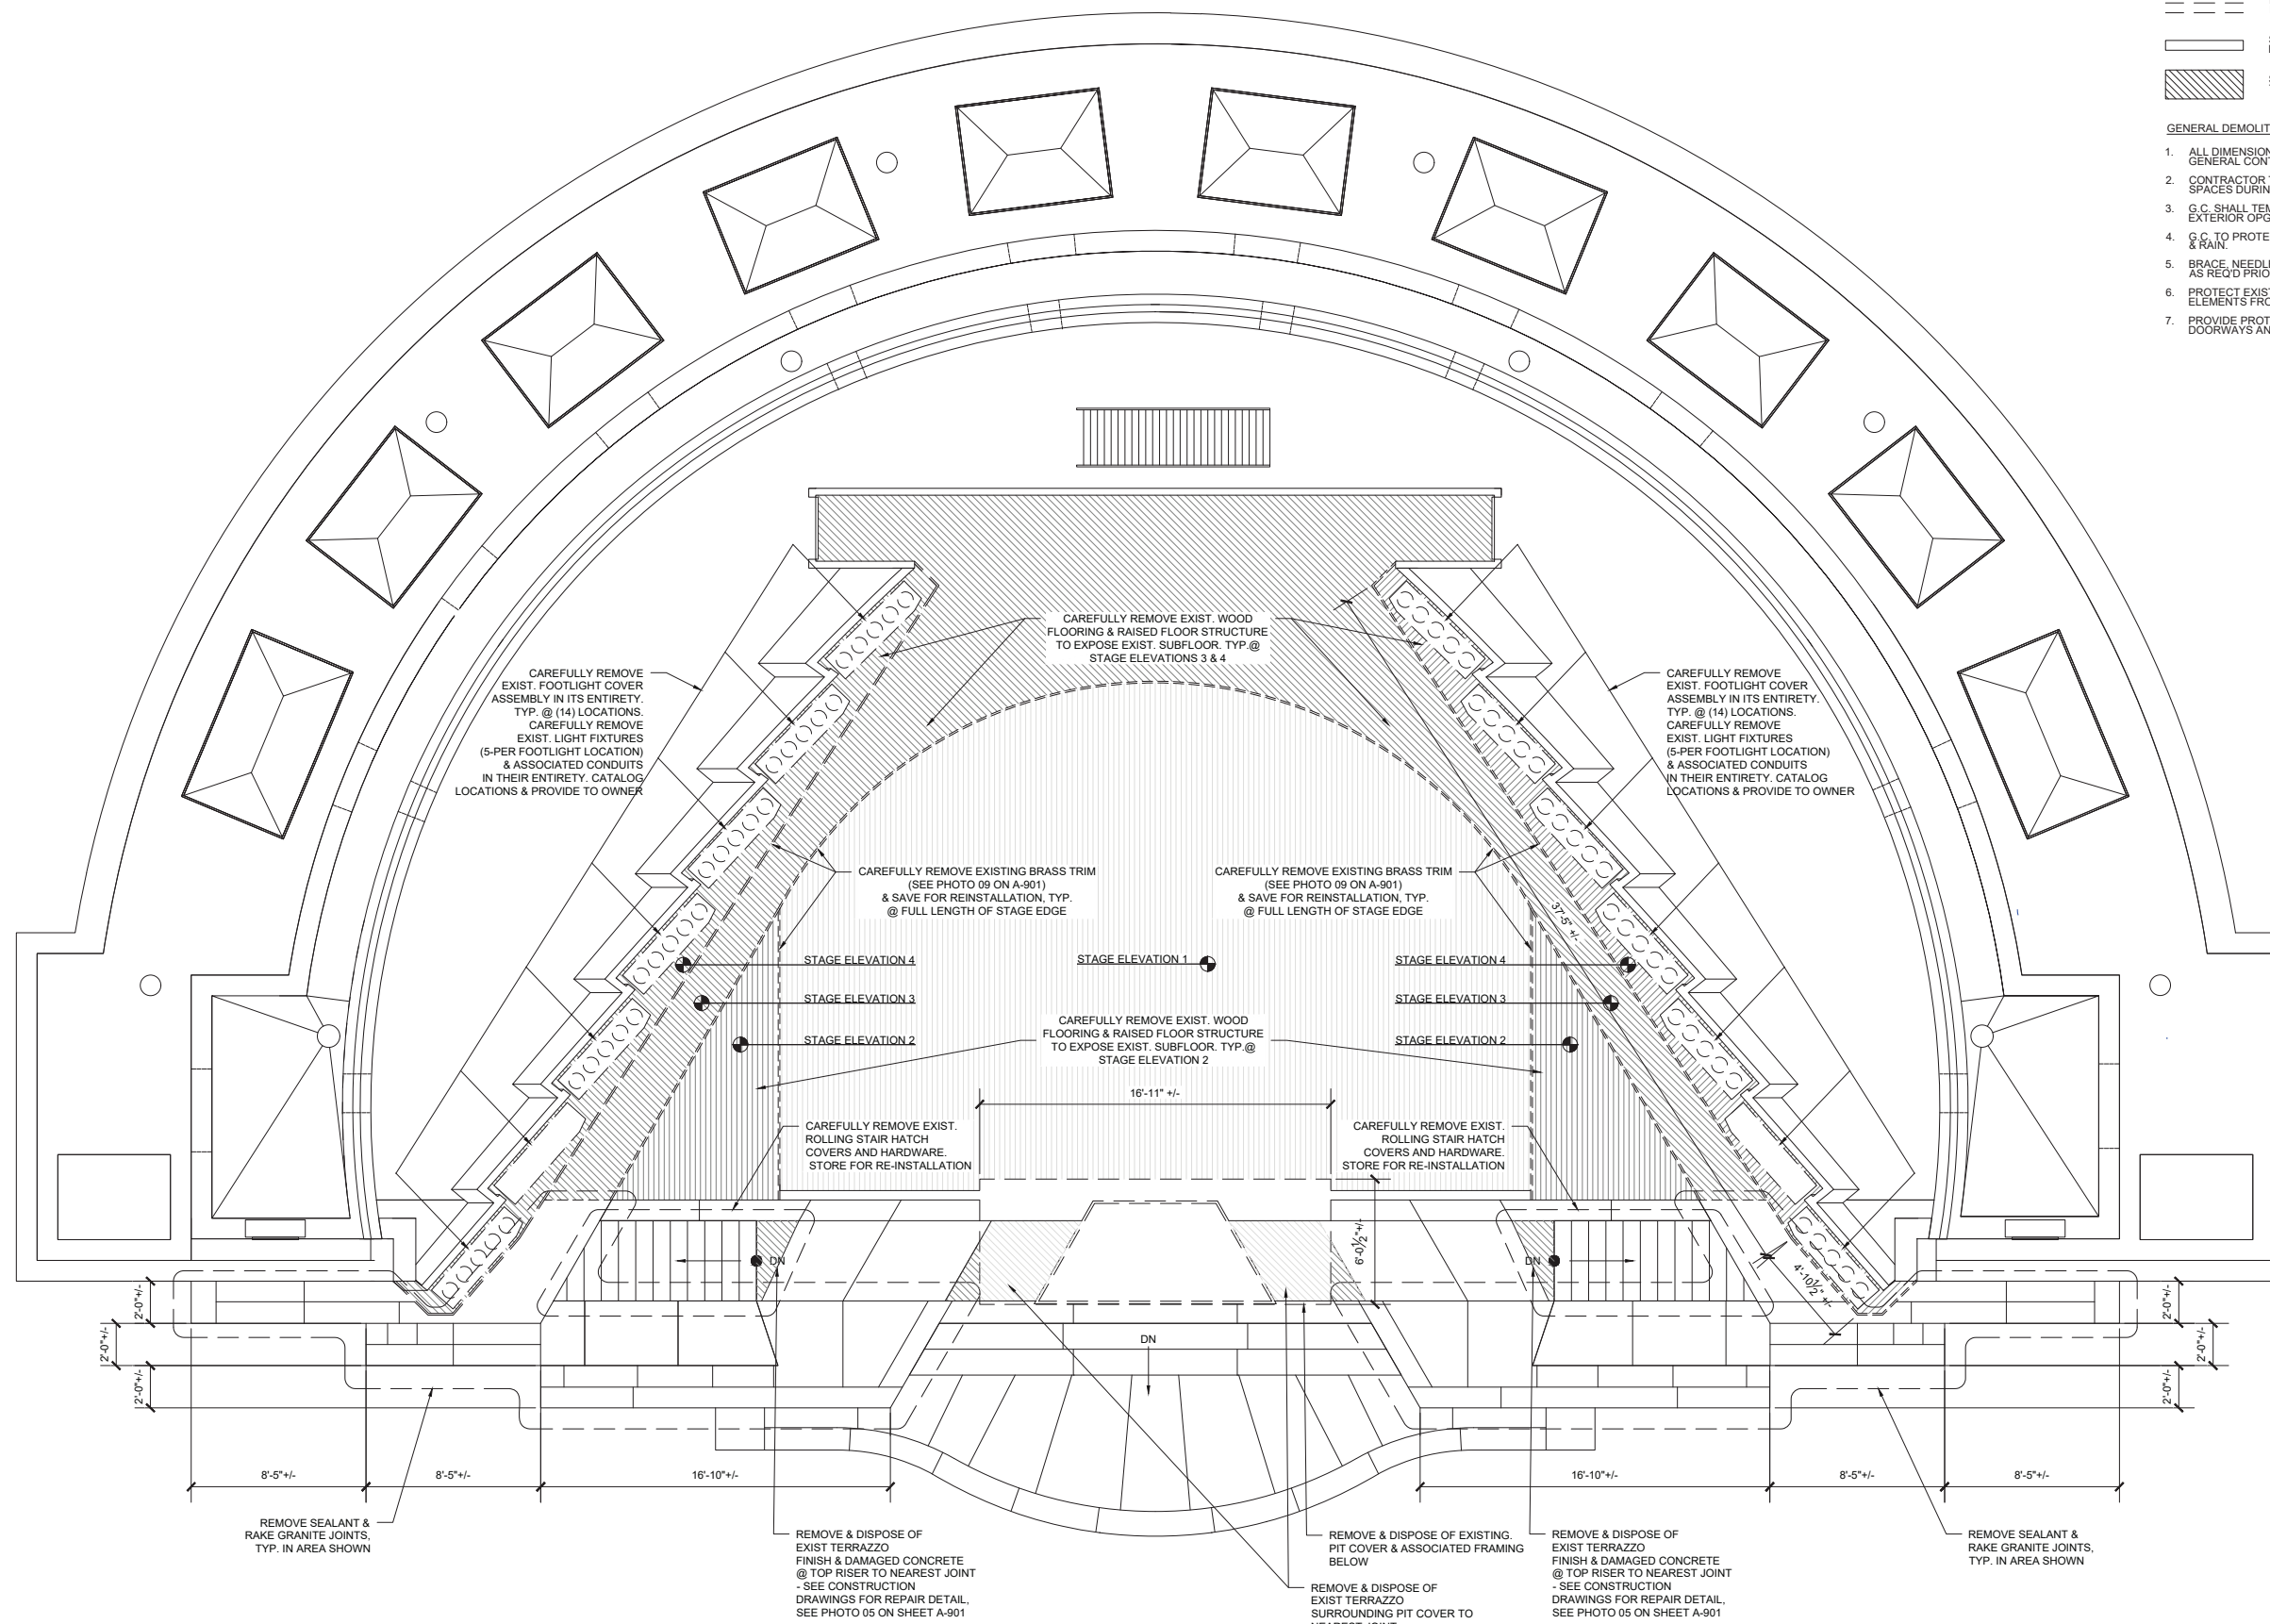 GENERAL DEMOLIT
1. ALL DIMENSION
GENERAL CONT
2. CONTRACTOR T
SPACES DURIN
3. G.C. SHALL TEM
EXTERIOR OPG
4. G.C. TO PROTE
& RAIN.
5. BRACE, NEEDLE
AS REQ'D PRIO
6. PROTECT EXIST
ELEMENTS FRO
7. PROVIDE PROT
DOORWAYS AN
CAREFULLY REMOVE EXIST. WOOD
FLOORING & RAISED FLOOR STRUCTURE
TO EXPOSE EXIST. SUBFLOOR. TYP.@
STAGE ELEVATIONS 3 & 4
CAREFULLY REMOVE
EXIST. FOOTLIGHT COVER
ASSEMBLY IN ITS ENTIRETY.
TYP. @ (14) LOCATIONS.
CAREFULLY REMOVE
EXIST. LIGHT FIXTURES
(5-PER FOOTLIGHT LOCATION)
& ASSOCIATED CONDUITS
IN THEIR ENTIRETY. CATALOG
LOCATIONS & PROVIDE TO OWNER
CAREFULLY REMOVE
EXIST. FOOTLIGHT COVER
ASSEMBLY IN ITS ENTIRETY.
TYP. @ (14) LOCATIONS.
CAREFULLY REMOVE
EXIST. LIGHT FIXTURES
(5-PER FOOTLIGHT LOCATION)
& ASSOCIATED CONDUITS
IN THEIR ENTIRETY. CATALOG
LOCATIONS & PROVIDE TO OWNER
CAREFULLY REMOVE EXISTING BRASS TRIM
(SEE PHOTO 09 ON A-901)
& SAVE FOR REINSTALLATION, TYP.
@ FULL LENGTH OF STAGE EDGE
CAREFULLY REMOVE EXISTING BRASS TRIM
(SEE PHOTO 09 ON A-901)
& SAVE FOR REINSTALLATION, TYP.
@ FULL LENGTH OF STAGE EDGE
37'-5" +/-
STAGE ELEVATION 4
STAGE ELEVATION 1
STAGE ELEVATION 4
STAGE ELEVATION 3
STAGE ELEVATION 3
STAGE ELEVATION 2
STAGE ELEVATION 2
CAREFULLY REMOVE EXIST. WOOD
FLOORING & RAISED FLOOR STRUCTURE
TO EXPOSE EXIST. SUBFLOOR. TYP.@
STAGE ELEVATION 2
16'-11" +/-
CAREFULLY REMOVE EXIST.
ROLLING STAIR HATCH
COVERS AND HARDWARE.
STORE FOR RE-INSTALLATION
CAREFULLY REMOVE EXIST.
ROLLING STAIR HATCH
COVERS AND HARDWARE.
STORE FOR RE-INSTALLATION
6'-0½"+/-
DN
DN
4'-10½" +/-
DN
2'-0"+/-
2'-0"+/-
2'-0"+/-
2'-0"+/-
2'-0"+/-
2'-0"+/-
8'-5"+/-
8'-5"+/-
16'-10"+/-
16'-10"+/-
8'-5"+/-
8'-5"+/-
REMOVE SEALANT &
RAKE GRANITE JOINTS,
TYP. IN AREA SHOWN
REMOVE & DISPOSE OF
EXIST TERRAZZO
FINISH & DAMAGED CONCRETE
@ TOP RISER TO NEAREST JOINT
- SEE CONSTRUCTION
DRAWINGS FOR REPAIR DETAIL,
SEE PHOTO 05 ON SHEET A-901
REMOVE & DISPOSE OF EXISTING.
PIT COVER & ASSOCIATED FRAMING
BELOW
REMOVE & DISPOSE OF
EXIST TERRAZZO
SURROUNDING PIT COVER TO
NEAREST JOINT
REMOVE & DISPOSE OF
EXIST TERRAZZO
FINISH & DAMAGED CONCRETE
@ TOP RISER TO NEAREST JOINT
- SEE CONSTRUCTION
DRAWINGS FOR REPAIR DETAIL,
SEE PHOTO 05 ON SHEET A-901
REMOVE SEALANT &
RAKE GRANITE JOINTS,
TYP. IN AREA SHOWN